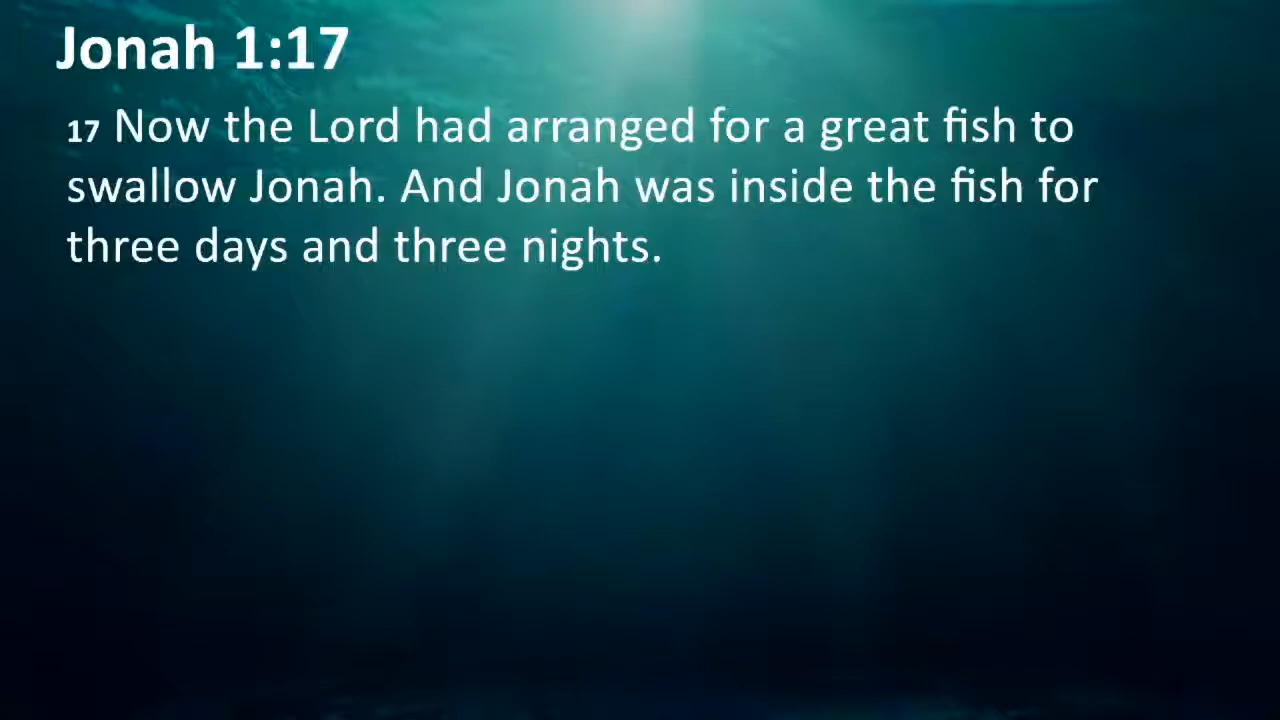 Jonah 1:17
17 Now the Lord had arranged for a great fish to
swallow Jonah. And Jonah was inside the fish for
three days and three nights.